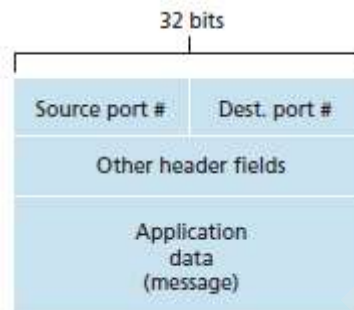 32 bits
Source port #
Dest. port #
Other header fields
Application
data
(message)